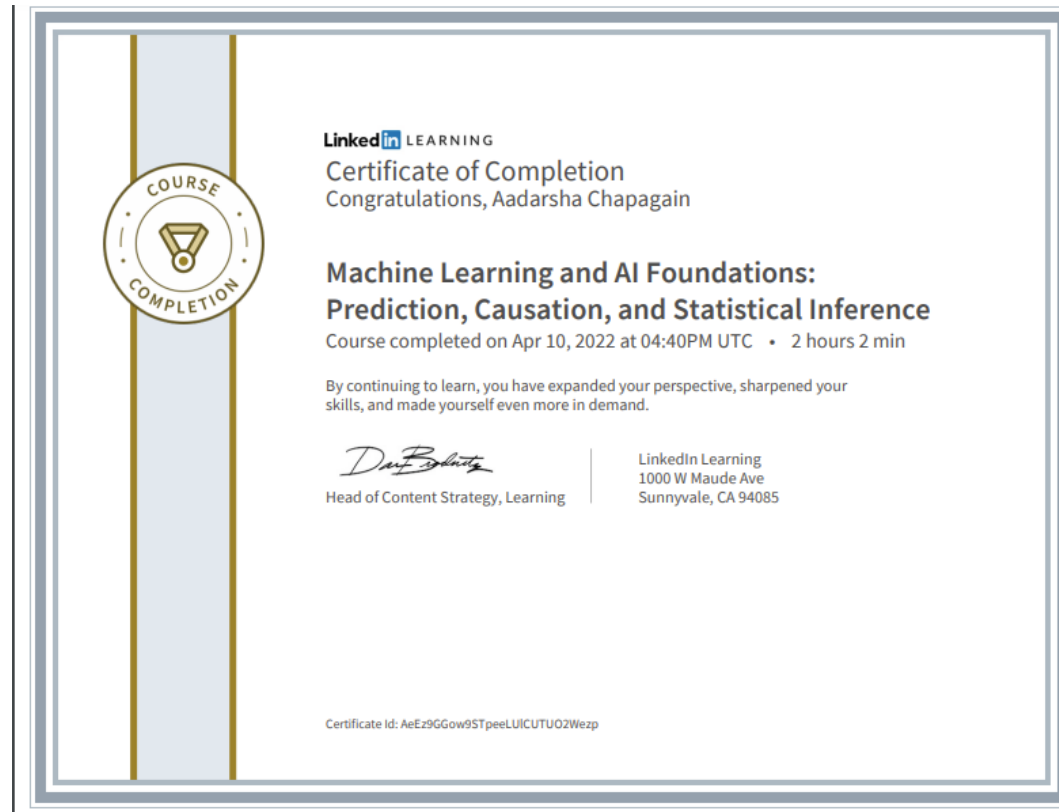 COURSE
COMPLETION
Linked in LEARNING
Certificate of Completion
Congratulations, Aadarsha Chapagain
Machine Learning and AI Foundations:
Prediction, Causation, and Statistical Inference
Course completed on Apr 10, 2022 at 04:40PM UTC • 2 hours 2 min
By continuing to learn, you have expanded your perspective, sharpened your
skills, and made yourself even more in demand.
Head of Content Strategy, Learning
LinkedIn Learning
1000 W Maude Ave
Sunnyvale, CA 94085
Certificate Id: AeEz9GGow9STpeeLUlCUTUO2Wezp